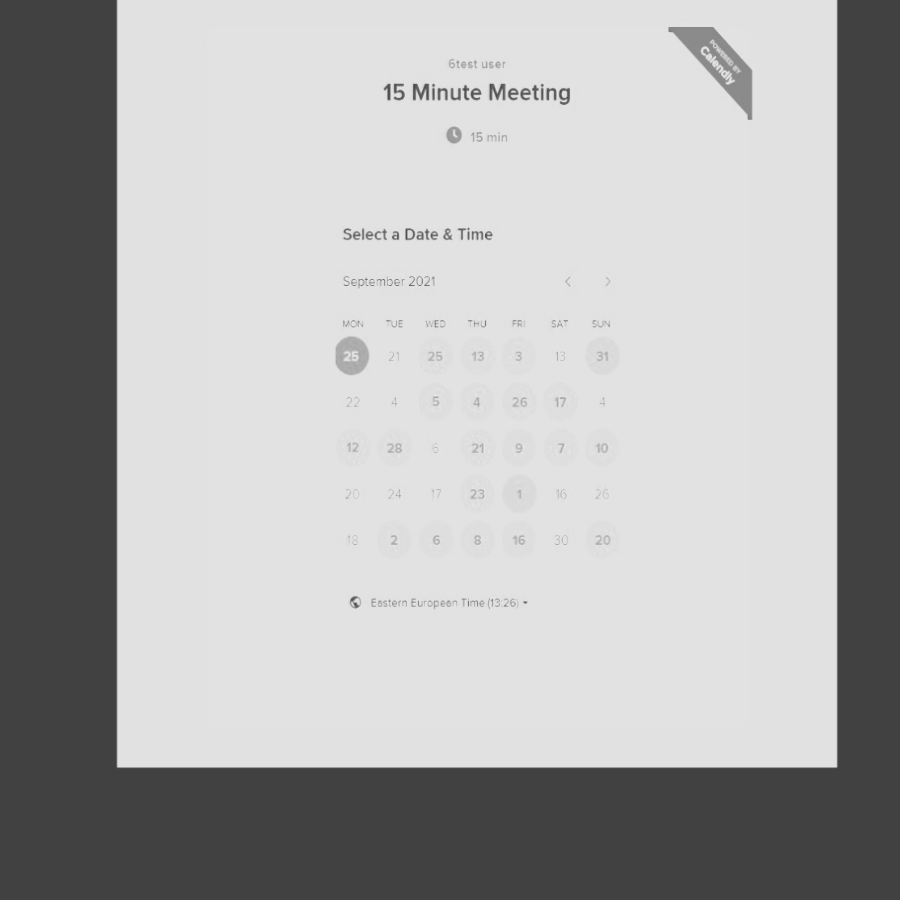 POWERED BY
Calendly
6test user
15 Minute Meeting
15 min
Select a Date & Time
September 2021
MON TUE WED THU FRI SAT SUN
25 21 25 13 3 13 31
22 4 5 4 26 17 4
12 28 6 21 9 7 10
20 24 17 23 1 16 26
18 2 6 8 16 30 20
Eastern European Time (13:26)